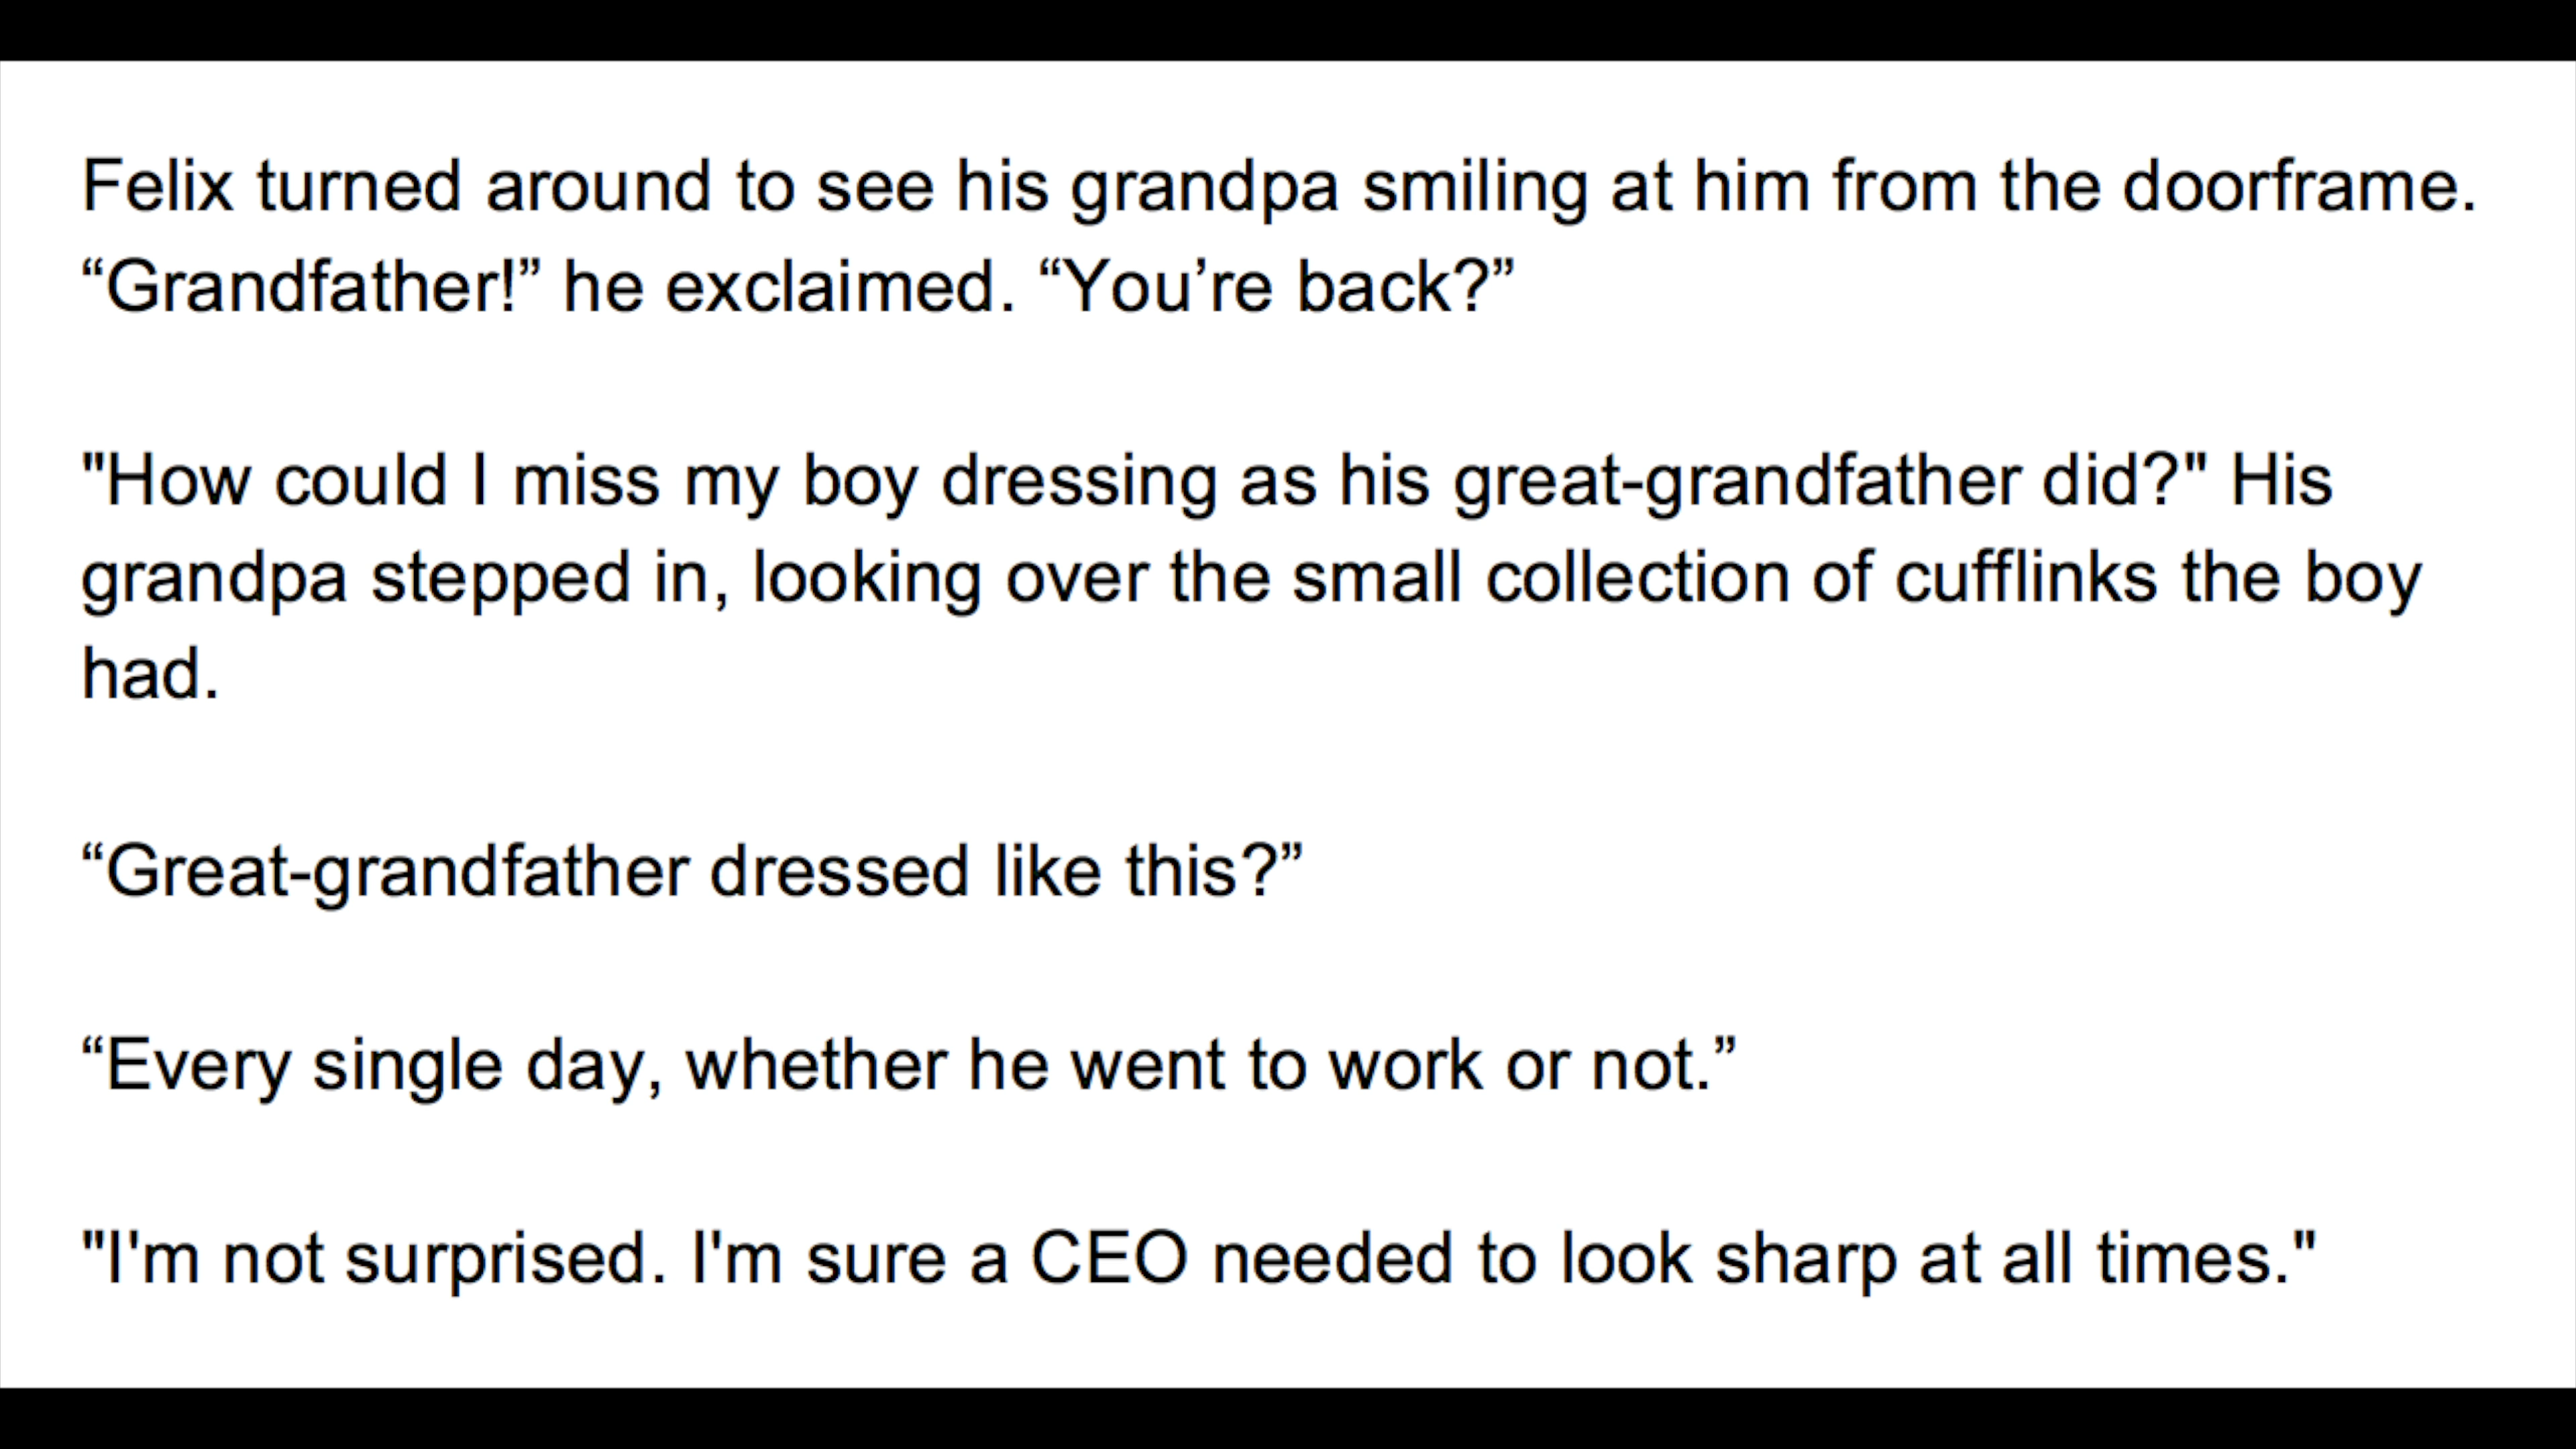 Felix turned around to see his grandpa smiling at him from the doorframe.
“Grandfather!” he exclaimed. “You’re back?”
"How could I miss my boy dressing as his great-grandfather did?" His
grandpa stepped in, looking over the small collection of cufflinks the boy
had.
“Great-grandfather dressed like this?”
“Every single day, whether he went to work or not.”
"I'm not surprised. I'm sure a CEO needed to look sharp at all times."